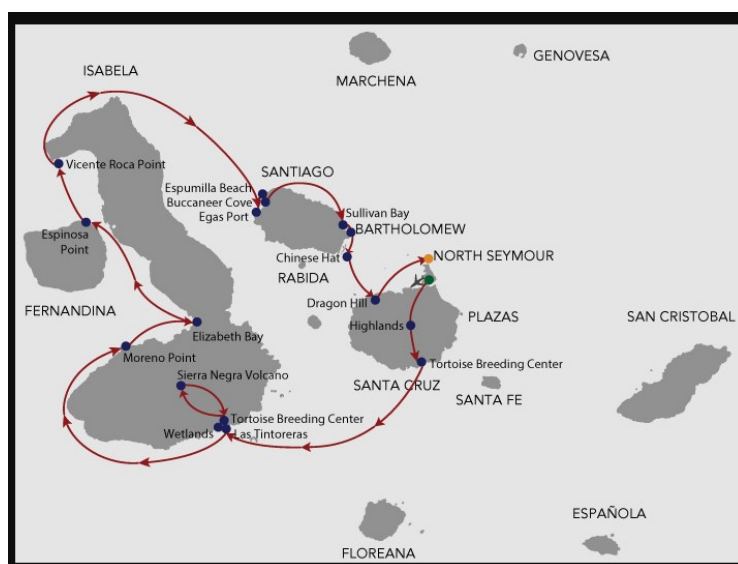 GENOVESA
MARCHENA
ISABELA
Vicente Roca Point
SANTIAGO
Espumilla Beach
Buccaneer Cove
Egas Port
Sullivan Bay
BARTHOLOMEW
Espinosa
Point
Chinese Hat
NORTH SEYMOUR
RABIDA
FERNANDINA
Dragon Hill
PLAZAS
SAN CRISTOBAL
Highlands
Elizabeth Bay
Moreno Point
Tortoise Breeding Center
SANTA CRUZ
Sierra Negra Volcano
SANTA FE
Tortoise Breeding Center
Wetlands
Las Tintoreras
ESPAÑOLA
FLOREANA